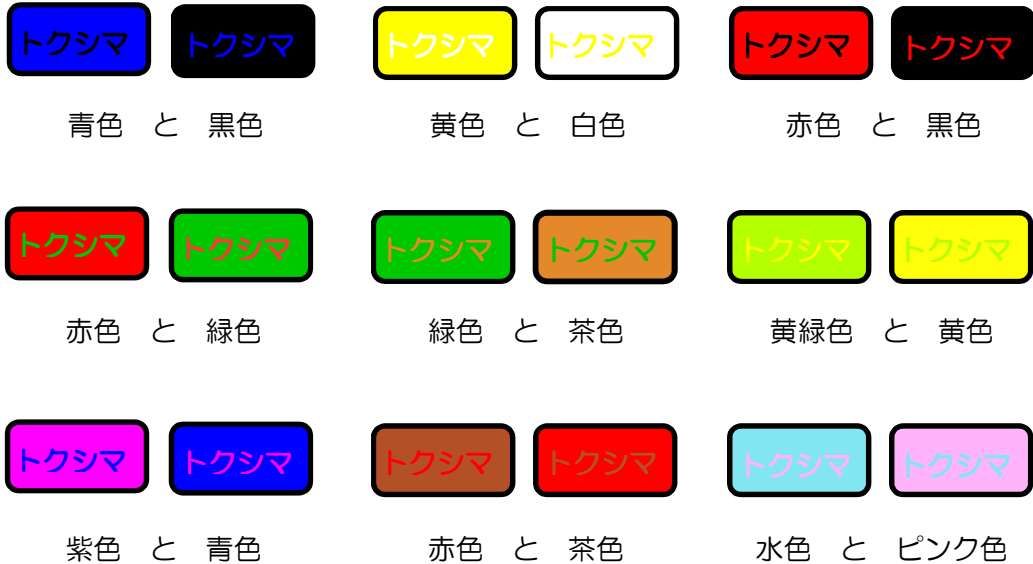 トクシマ トクシマ トクシマ トクシマ トクシマ トクシマ
青色 と 黒色 黄色 と 白色 赤色 と 黒色
トクシマ トクシマ トクシマ トクシマ トクシマ トクシマ
赤色 と 緑色 緑色 と 茶色 黄緑色 と 黄色
トクシマ トクシマ トクシマ トクシマ トクシマ トクシマ
紫色 と 青色 赤色 と 茶色 水色 と ピンク色